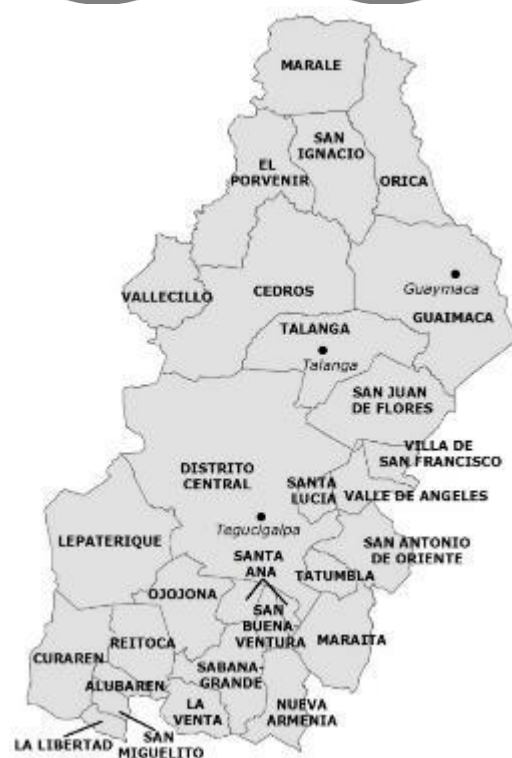 MARALE
SAN
IGNACIO
EL
PORVENIR
ORICA
VALLECILLO
CEDROS
Guaymaca
GUAIMACA
TALANGA
Talanga
SAN JUAN
DE FLORES
VILLA DE
SAN FRANCISCO
DISTRITO
CENTRAL
SANTA
LUCIA
VALLE DE ANGELES
Tegucigalpa
LEPATERIQUE
SAN ANTONIO
DE ORIENTE
SANTA
ANA
TATUMBLA
OJOJONA
SAN
BUENA-
VENTURA
MARAITA
REITOCA
CURAREN
SABANA-
GRANDE
ALUBAREN
LA
VENTA
NUEVA
ARMENIA
LA LIBERTAD
SAN
MIGUELITO